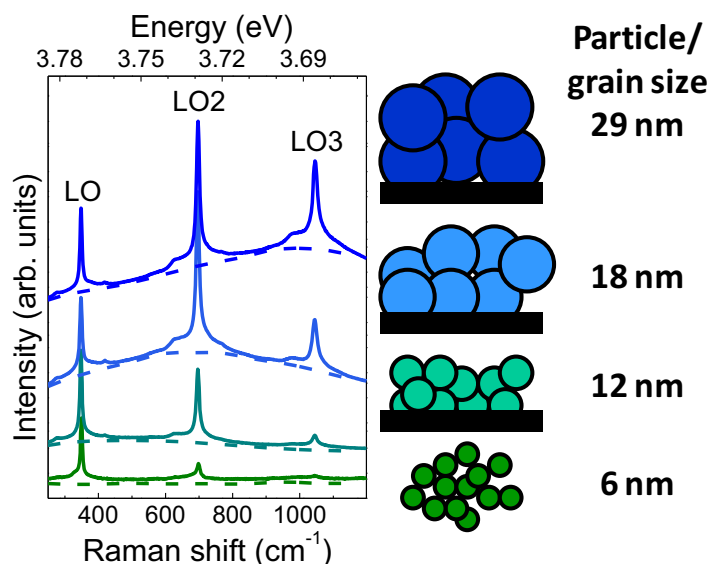 Energy (eV)
3.78 3.75 3.72 3.69
LO
LO2
LO3
Intensity (arb. units)
400 600 800 1000
Raman shift (cm⁻¹)
Particle/
grain size
29 nm
18 nm
12 nm
6 nm